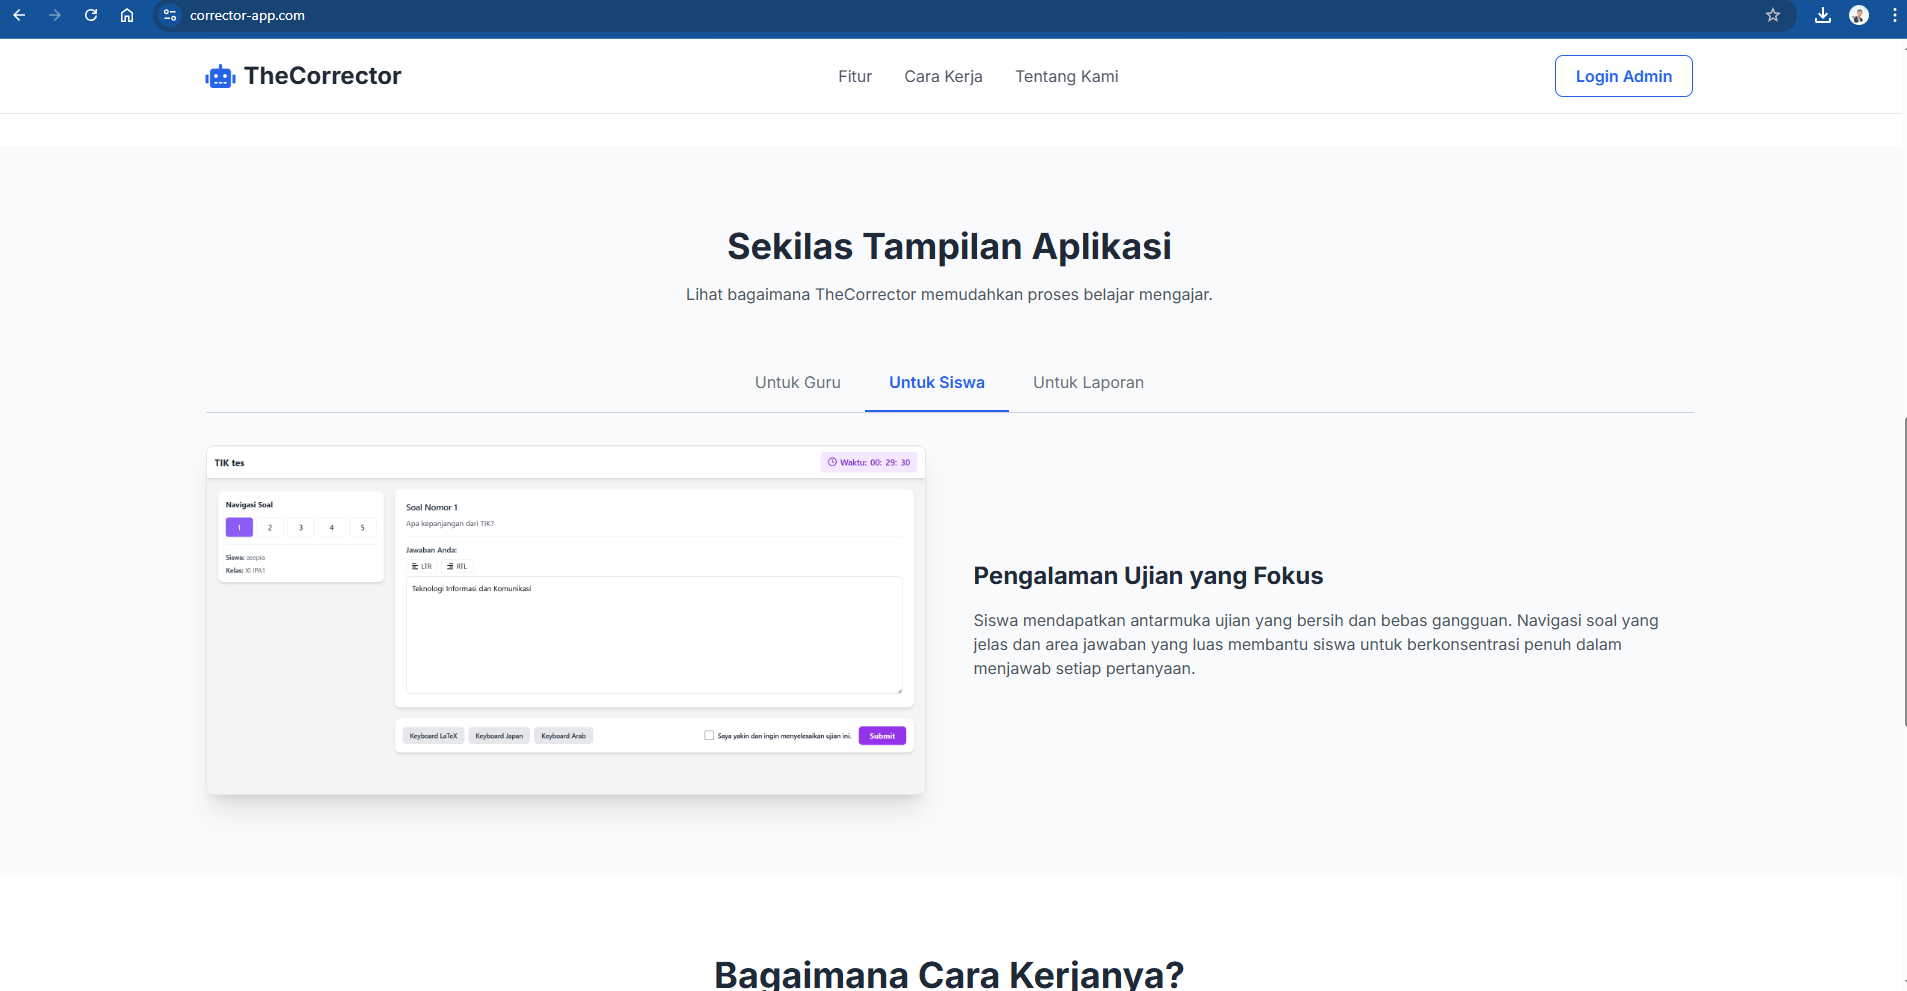 corrector-app.com
TheCorrector
Fitur
Cara Kerja
Tentang Kami
Login Admin
Sekilas Tampilan Aplikasi
Lihat bagaimana TheCorrector memudahkan proses belajar mengajar.
Untuk Guru
Untuk Siswa
Untuk Laporan
TIK tes
Waktu: 00: 29: 30
Navigasi Soal
1 2 3 4 5
Siswa: asepia
Kelas: XI IPA1
Soal Nomor 1
Apa kepanjangan dari TIK?
Jawaban Anda:
LTR RTL
Teknologi Informasi dan Komunikasi
Keyboard LaTeX
Keyboard Japan
Keyboard Arab
Saya yakin dan ingin menyelesaikan ujian ini.
Submit
Pengalaman Ujian yang Fokus
Siswa mendapatkan antarmuka ujian yang bersih dan bebas gangguan. Navigasi soal yang
jelas dan area jawaban yang luas membantu siswa untuk berkonsentrasi penuh dalam
menjawab setiap pertanyaan.
Bagaimana Cara Kerjanya?